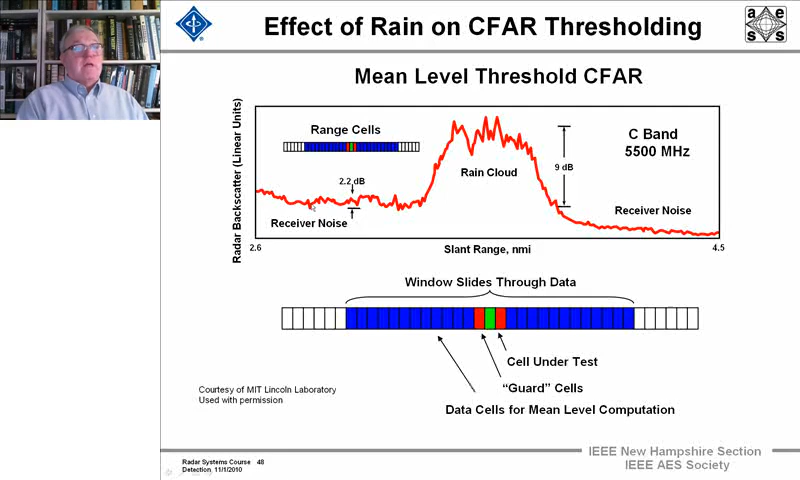 Effect of Rain on CFAR Thresholding
a e
s s
Mean Level Threshold CFAR
Radar Backscatter (Linear Units)
Range Cells
C Band
5500 MHz
2.2 dB
Rain Cloud
9 dB
Receiver Noise
Receiver Noise
2.6
Slant Range, nmi
4.5
Window Slides Through Data
Cell Under Test
“Guard” Cells
Data Cells for Mean Level Computation
Courtesy of MIT Lincoln Laboratory
Used with permission
Radar Systems Course 48
Detection 11/1/2010
IEEE New Hampshire Section
IEEE AES Society